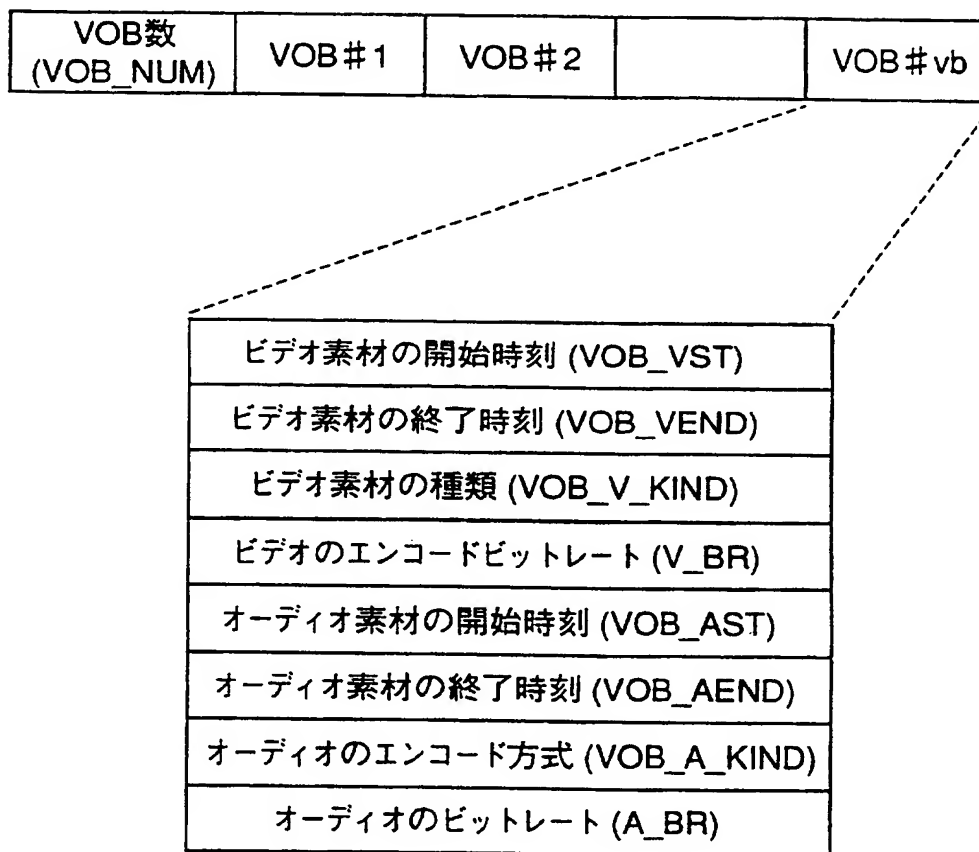 VOB数
(VOB_NUM)
VOB#1
VOB#2
VOB#vb
ビデオ素材の開始時刻 (VOB_VST)
ビデオ素材の終了時刻 (VOB_VEND)
ビデオ素材の種類 (VOB_V_KIND)
ビデオのエンコードビットレート (V_BR)
オーディオ素材の開始時刻 (VOB_AST)
オーディオ素材の終了時刻 (VOB_AEND)
オーディオのエンコード方式 (VOB_A_KIND)
オーディオのビットレート (A_BR)